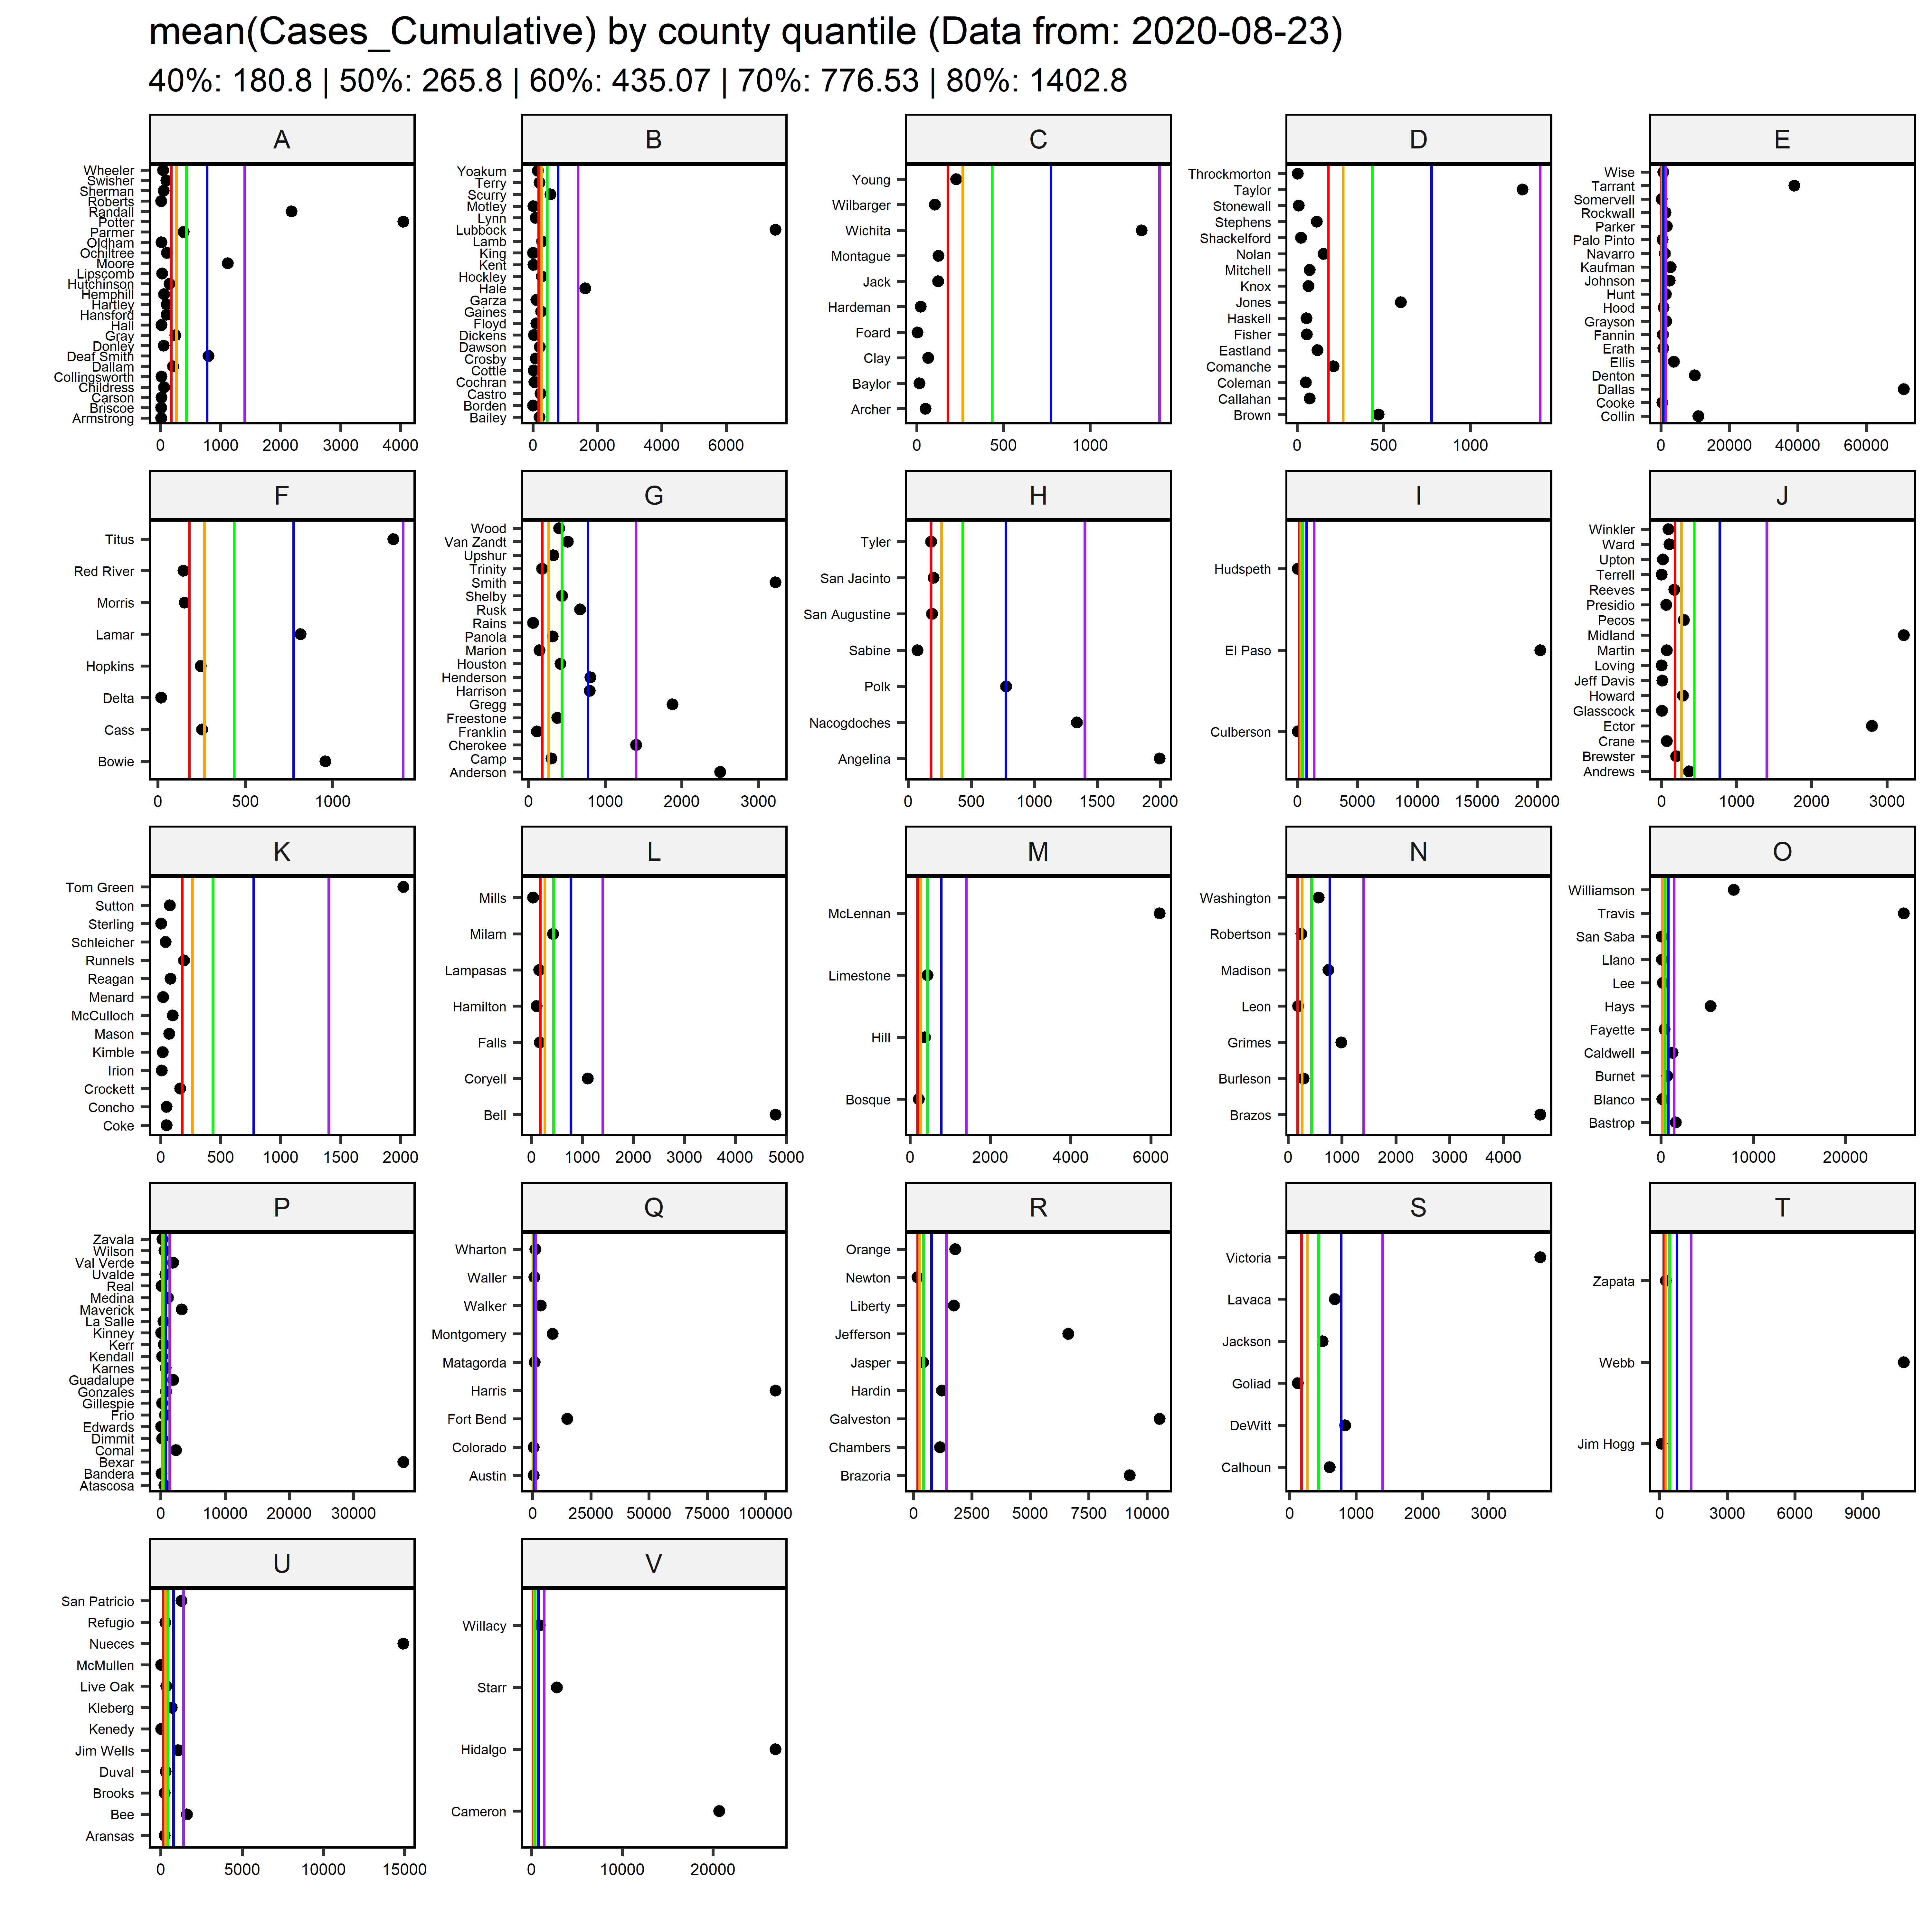 mean(Cases_Cumulative) by county quantile (Data from: 2020-08-23)
40%: 180.8 | 50%: 265.8 | 60%: 435.07 | 70%: 776.53 | 80%: 1402.8
A
Wheeler
Swisher
Sherman
Roberts
Randall
Potter
Parmer
Oldham
Ochiltree
Moore
Lipscomb
Hutchinson
Hemphill
Hartley
Hansford
Hall
Gray
Donley
Deaf Smith
Dallam
Collingsworth
Childress
Carson
Briscoe
Armstrong
0 1000 2000 3000 4000
B
Yoakum
Terry
Scurry
Motley
Lynn
Lubbock
Lamb
King
Kent
Hockley
Hale
Garza
Gaines
Floyd
Dickens
Dawson
Crosby
Cottle
Cochran
Castro
Borden
Bailey
0 2000 4000 6000
C
Young
Wilbarger
Wichita
Montague
Jack
Hardeman
Foard
Clay
Baylor
Archer
0 500 1000
D
Throckmorton
Taylor
Stonewall
Stephens
Shackelford
Nolan
Mitchell
Knox
Jones
Haskell
Fisher
Eastland
Comanche
Coleman
Callahan
Brown
0 500 1000
E
Wise
Tarrant
Somervell
Rockwall
Parker
Palo Pinto
Navarro
Kaufman
Johnson
Hunt
Hood
Grayson
Fannin
Erath
Ellis
Denton
Dallas
Cooke
Collin
0 20000 40000 60000
F
Titus
Red River
Morris
Lamar
Hopkins
Delta
Cass
Bowie
0 500 1000
G
Wood
Van Zandt
Upshur
Trinity
Smith
Shelby
Rusk
Rains
Panola
Marion
Houston
Henderson
Harrison
Gregg
Freestone
Franklin
Cherokee
Camp
Anderson
0 1000 2000 3000
H
Tyler
San Jacinto
San Augustine
Sabine
Polk
Nacogdoches
Angelina
0 500 1000 1500 2000
I
Hudspeth
El Paso
Culberson
0 5000 10000 15000 20000
J
Winkler
Ward
Upton
Terrell
Reeves
Presidio
Pecos
Midland
Martin
Loving
Jeff Davis
Howard
Glasscock
Ector
Crane
Brewster
Andrews
0 1000 2000 3000
K
Tom Green
Sutton
Sterling
Schleicher
Runnels
Reagan
Menard
McCulloch
Mason
Kimble
Irion
Crockett
Concho
Coke
0 500 1000 1500 2000
L
Mills
Milam
Lampasas
Hamilton
Falls
Coryell
Bell
0 1000 2000 3000 4000 5000
M
McLennan
Limestone
Hill
Bosque
0 2000 4000 6000
N
Washington
Robertson
Madison
Leon
Grimes
Burleson
Brazos
0 1000 2000 3000 4000
O
Williamson
Travis
San Saba
Llano
Lee
Hays
Fayette
Caldwell
Burnet
Blanco
Bastrop
0 10000 20000
P
Zavala
Wilson
Val Verde
Uvalde
Real
Medina
Maverick
La Salle
Kinney
Kerr
Kendall
Karnes
Guadalupe
Gonzales
Gillespie
Frio
Edwards
Dimmit
Comal
Bexar
Bandera
Atascosa
0 10000 20000 30000
Q
Wharton
Waller
Walker
Montgomery
Matagorda
Harris
Fort Bend
Colorado
Austin
0 25000 50000 75000 100000
R
Orange
Newton
Liberty
Jefferson
Jasper
Hardin
Galveston
Chambers
Brazoria
0 2500 5000 7500 10000
S
Victoria
Lavaca
Jackson
Goliad
DeWitt
Calhoun
0 1000 2000 3000
T
Zapata
Webb
Jim Hogg
0 3000 6000 9000
U
San Patricio
Refugio
Nueces
McMullen
Live Oak
Kleberg
Kenedy
Jim Wells
Duval
Brooks
Bee
Aransas
0 5000 10000 15000
V
Willacy
Starr
Hidalgo
Cameron
0 10000 20000